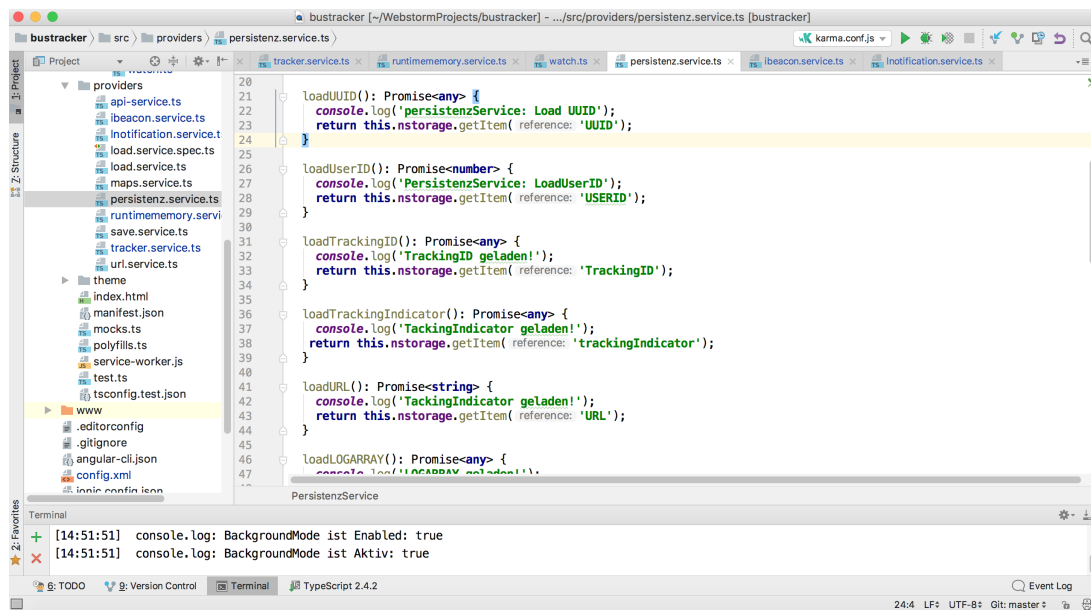 bustracker [~/WebstormProjects/bustracker] - .../src/providers/persistenz.service.ts [bustracker]
bustracker src providers persistenz.service.ts karma.conf.js
1: Project
Project
tracker.service.ts runtimememory.service.ts watch.ts persistenz.service.ts ibeacon.service.ts lnotification.service.ts
providers
api-service.ts
ibeacon.service.ts
lnotification.service.t
load.service.spec.ts
load.service.ts
maps.service.ts
persistenz.service.ts
runtimememory.servi
save.service.ts
tracker.service.ts
url.service.ts
theme
index.html
manifest.json
mocks.ts
polyfills.ts
service-worker.js
test.ts
tsconfig.test.json
www
.editorconfig
.gitignore
angular-cli.json
config.xml
ionic.config.json
Z: Structure
2: Favorites
20
21 loadUUID(): Promise<any> {
22 console.log('persistenzService: Load UUID');
23 return this.nstorage.getItem( reference: 'UUID');
24 }
25
26 loadUserID(): Promise<number> {
27 console.log('PersistenzService: LoadUserID');
28 return this.nstorage.getItem( reference: 'USERID');
29 }
30
31 loadTrackingID(): Promise<any> {
32 console.log('TrackingID geladen!');
33 return this.nstorage.getItem( reference: 'TrackingID');
34 }
35
36 loadTrackingIndicator(): Promise<any> {
37 console.log('TackingIndicator geladen!');
38 return this.nstorage.getItem( reference: 'trackingIndicator');
39 }
40
41 loadURL(): Promise<string> {
42 console.log('TackingIndicator geladen!');
43 return this.nstorage.getItem( reference: 'URL');
44 }
45
46 loadLOGARRAY(): Promise<any> {
47 console.log('LOGARRAY geladen!');
PersistenzService
Terminal
[14:51:51] console.log: BackgroundMode ist Enabled: true
[14:51:51] console.log: BackgroundMode ist Aktiv: true
6: TODO 9: Version Control Terminal TypeScript 2.4.2 Event Log
24:4 LF UTF-8 Git: master